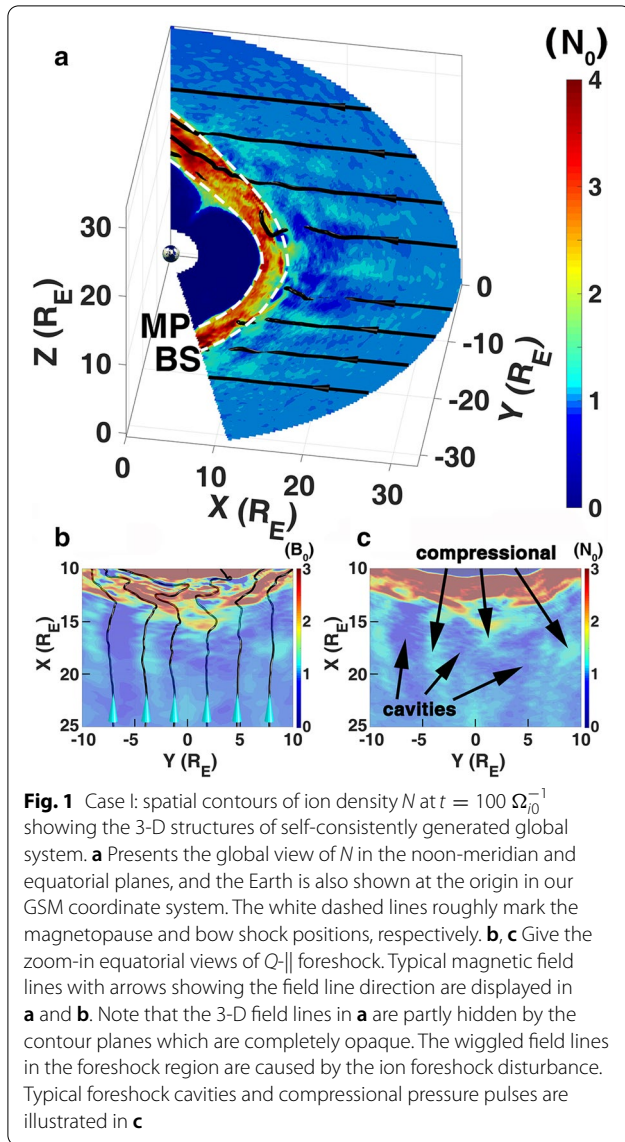 a
(N₀)
4
3
2
1
0
30
20
10
0
Z (R_E)
MP
BS
0
10
20
30
X (R_E)
0
-10
-20
-30
Y (R_E)
b
(B₀)
3
2
1
0
10
15
20
25
X (R_E)
-10 -5 0 5 10
Y (R_E)
c
compressional
(N₀)
3
2
1
0
10
15
20
25
X (R_E)
cavities
-10 -5 0 5 10
Y (R_E)
Fig. 1 Case I: spatial contours of ion density N at t = 100 Ω_{i0}^{-1}
showing the 3-D structures of self-consistently generated global
system. a Presents the global view of N in the noon-meridian and
equatorial planes, and the Earth is also shown at the origin in our
GSM coordinate system. The white dashed lines roughly mark the
magnetopause and bow shock positions, respectively. b, c Give the
zoom-in equatorial views of Q-|| foreshock. Typical magnetic field
lines with arrows showing the field line direction are displayed in
a and b. Note that the 3-D field lines in a are partly hidden by the
contour planes which are completely opaque. The wiggled field lines
in the foreshock region are caused by the ion foreshock disturbance.
Typical foreshock cavities and compressional pressure pulses are
illustrated in c